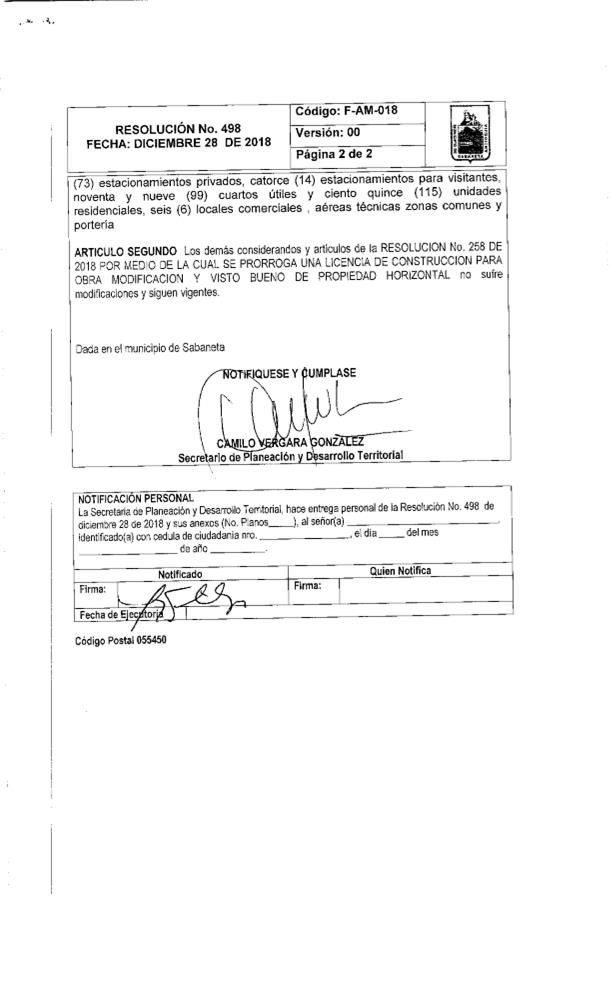 RESOLUCIÓN No. 498
FECHA: DICIEMBRE 28 DE 2018
Código: F-AM-018
Versión: 00
Página 2 de 2
SABANETA
(73) estacionamientos privados, catorce (14) estacionamientos para visitantes,
noventa y nueve (99) cuartos útiles y ciento quince (115) unidades
residenciales, seis (6) locales comerciales , aéreas técnicas zonas comunes y
portería
ARTICULO SEGUNDO Los demás considerandos y articulos de la RESOLUCION No. 258 DE
2018 POR MEDIO DE LA CUAL SE PRORROGA UNA LICENCIA DE CONSTRUCCION PARA
OBRA MODIFICACION Y VISTO BUENO DE PROPIEDAD HORIZONTAL no sufre
modificaciones y siguen vigentes.
Dada en el municipio de Sabaneta
NOTIFIQUESE Y CUMPLASE
CAMILO VERGARA GONZÁLEZ
Secretario de Planeación y Desarrollo Territorial
NOTIFICACIÓN PERSONAL
La Secretaria de Planeación y Desarrollo Territorial, hace entrega personal de la Resolución No. 498 de
diciembre 28 de 2018 y sus anexos (No. Planos_____), al señor(a) ______________________________,
identificado(a) con cedula de ciudadanía nro. __________________, el día _____ del mes
___________________ de año ___________.
Notificado
Quien Notifica
Firma:
Firma:
Fecha de Ejecutoria
Código Postal 055450